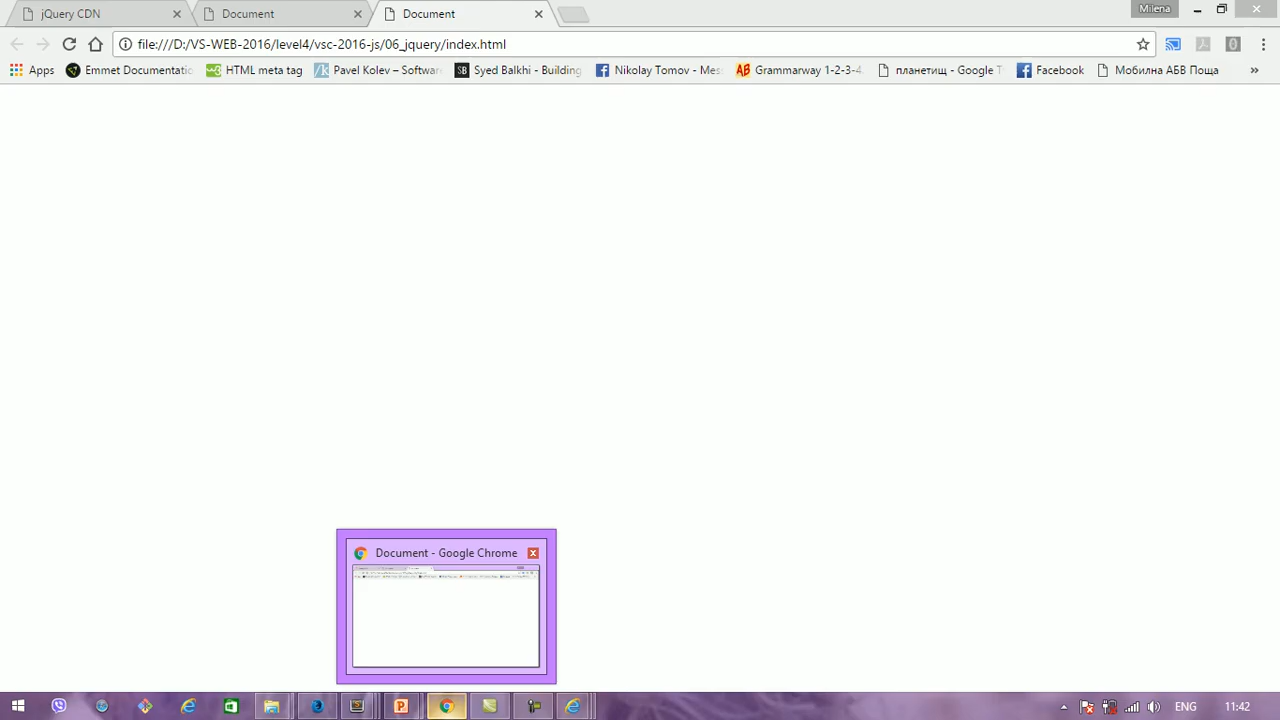 jQuery CDN
Document
Document
Milena
file:///D:/VS-WEB-2016/level4/vsc-2016-js/06_jquery/index.html
Apps
Emmet Documentatio
HTML meta tag
Pavel Kolev – Softwar
Syed Balkhi - Building
Nikolay Tomov - Mes
Grammarway 1-2-3-4
планетищ - Google T
Facebook
Мобилна АБВ Поща
Document - Google Chrome
ENG
11:42